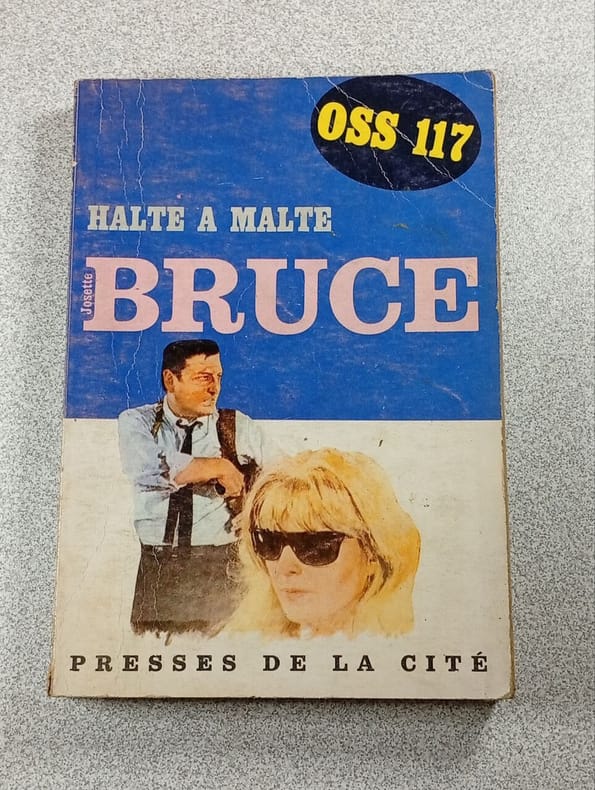 OSS 117
HALTE A MALTE
Josette
BRUCE
PRESSES DE LA CITÉ